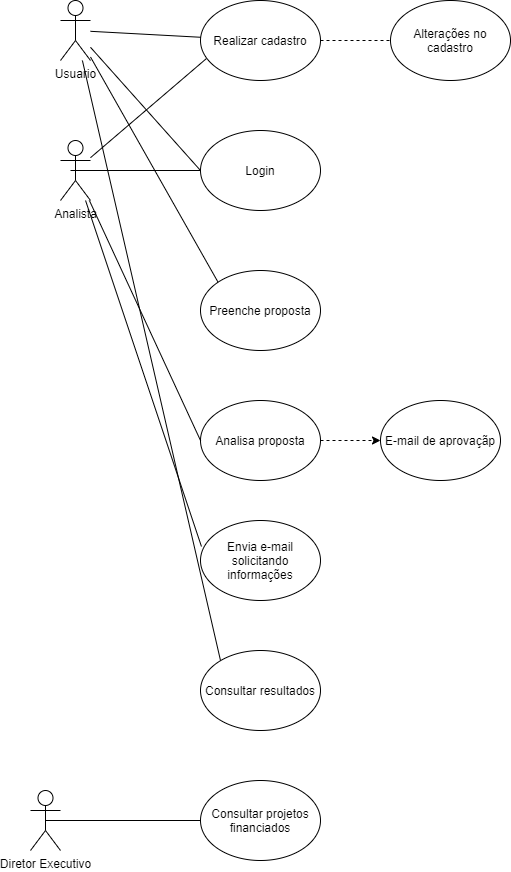 Usuario
Realizar cadastro
Alterações no
cadastro
Analista
Login
Preenche proposta
Analisa proposta
E-mail de aprovaçãp
Envia e-mail
solicitando
informações
Consultar resultados
Consultar projetos
financiados
Diretor Executivo